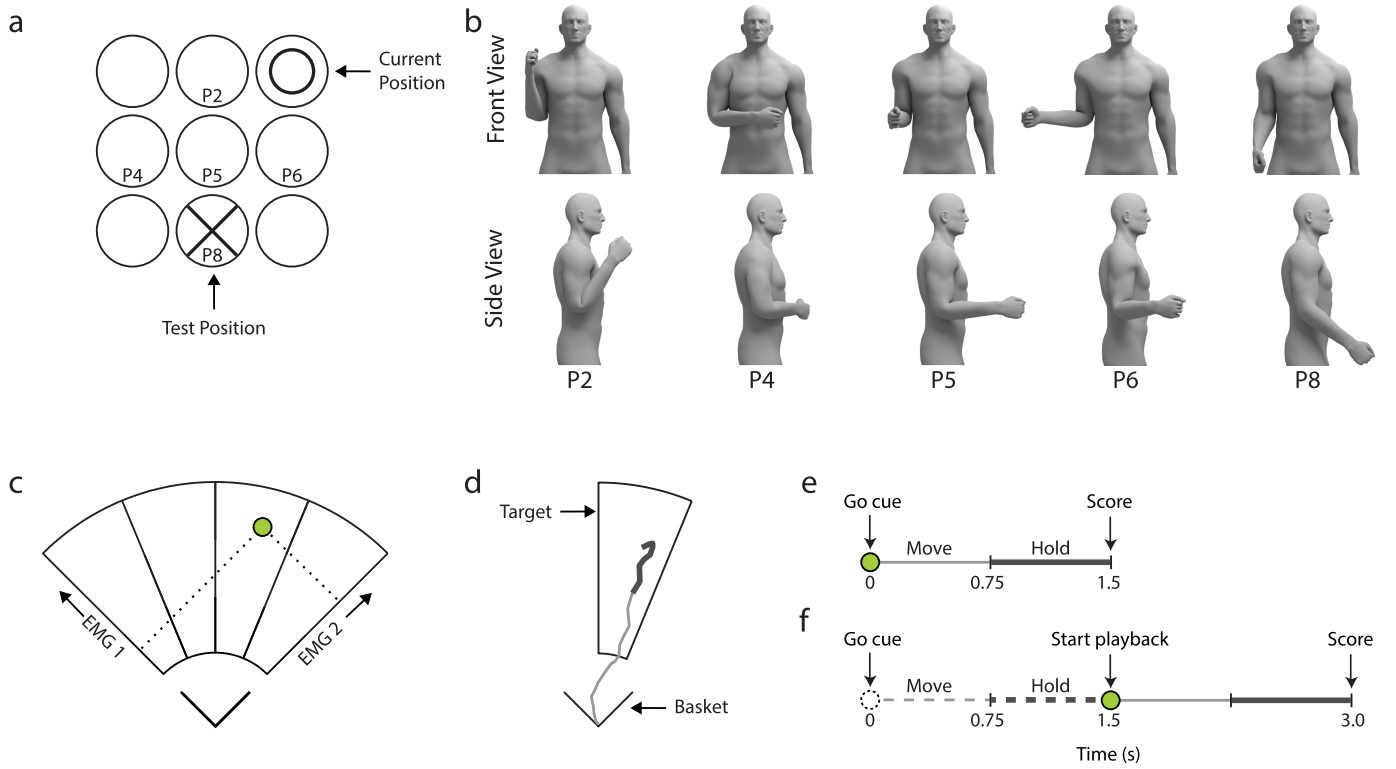 a
P2
Current
Position
P4
P5
P6
P8
Test Position
b
Front View
Side View
P2
P4
P5
P6
P8
c
EMG 1
EMG 2
d
Target
Basket
e
Go cue
Score
Move
Hold
0
0.75
1.5
f
Go cue
Start playback
Score
Move
Hold
0
0.75
1.5
3.0
Time (s)